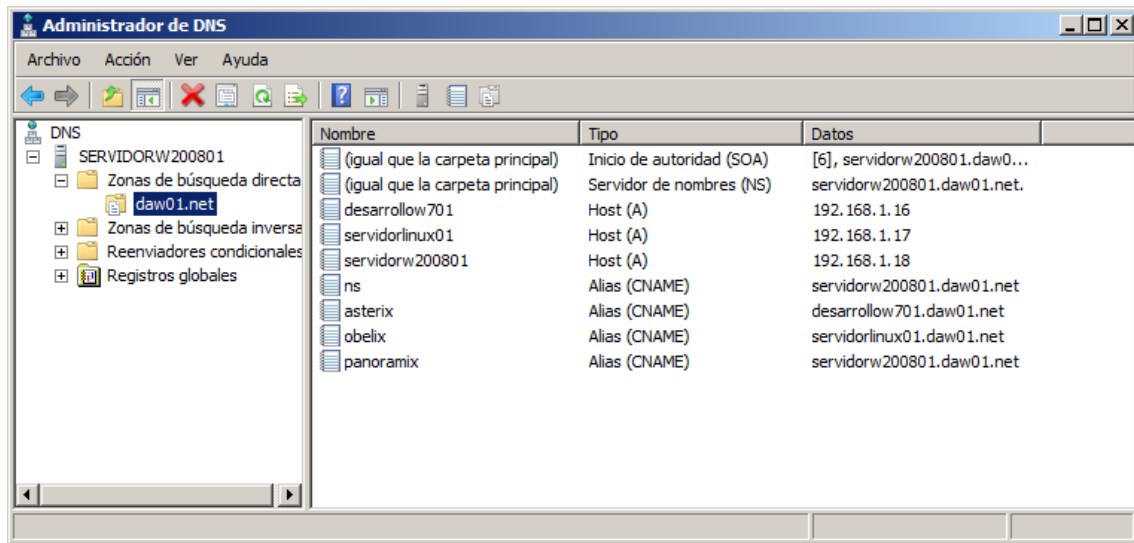 Administrador de DNS
Archivo Acción Ver Ayuda
DNS
SERVIDORW200801
Zonas de búsqueda directa
daw01.net
Zonas de búsqueda inversa
Reenviadores condicionales
Registros globales
Nombre Tipo Datos
(igual que la carpeta principal) Inicio de autoridad (SOA) [6], servidorw200801.daw0...
(igual que la carpeta principal) Servidor de nombres (NS) servidorw200801.daw01.net.
desarrollow701 Host (A) 192.168.1.16
servidorlinux01 Host (A) 192.168.1.17
servidorw200801 Host (A) 192.168.1.18
ns Alias (CNAME) servidorw200801.daw01.net
asterix Alias (CNAME) desarrollow701.daw01.net
obelix Alias (CNAME) servidorlinux01.daw01.net
panoramix Alias (CNAME) servidorw200801.daw01.net